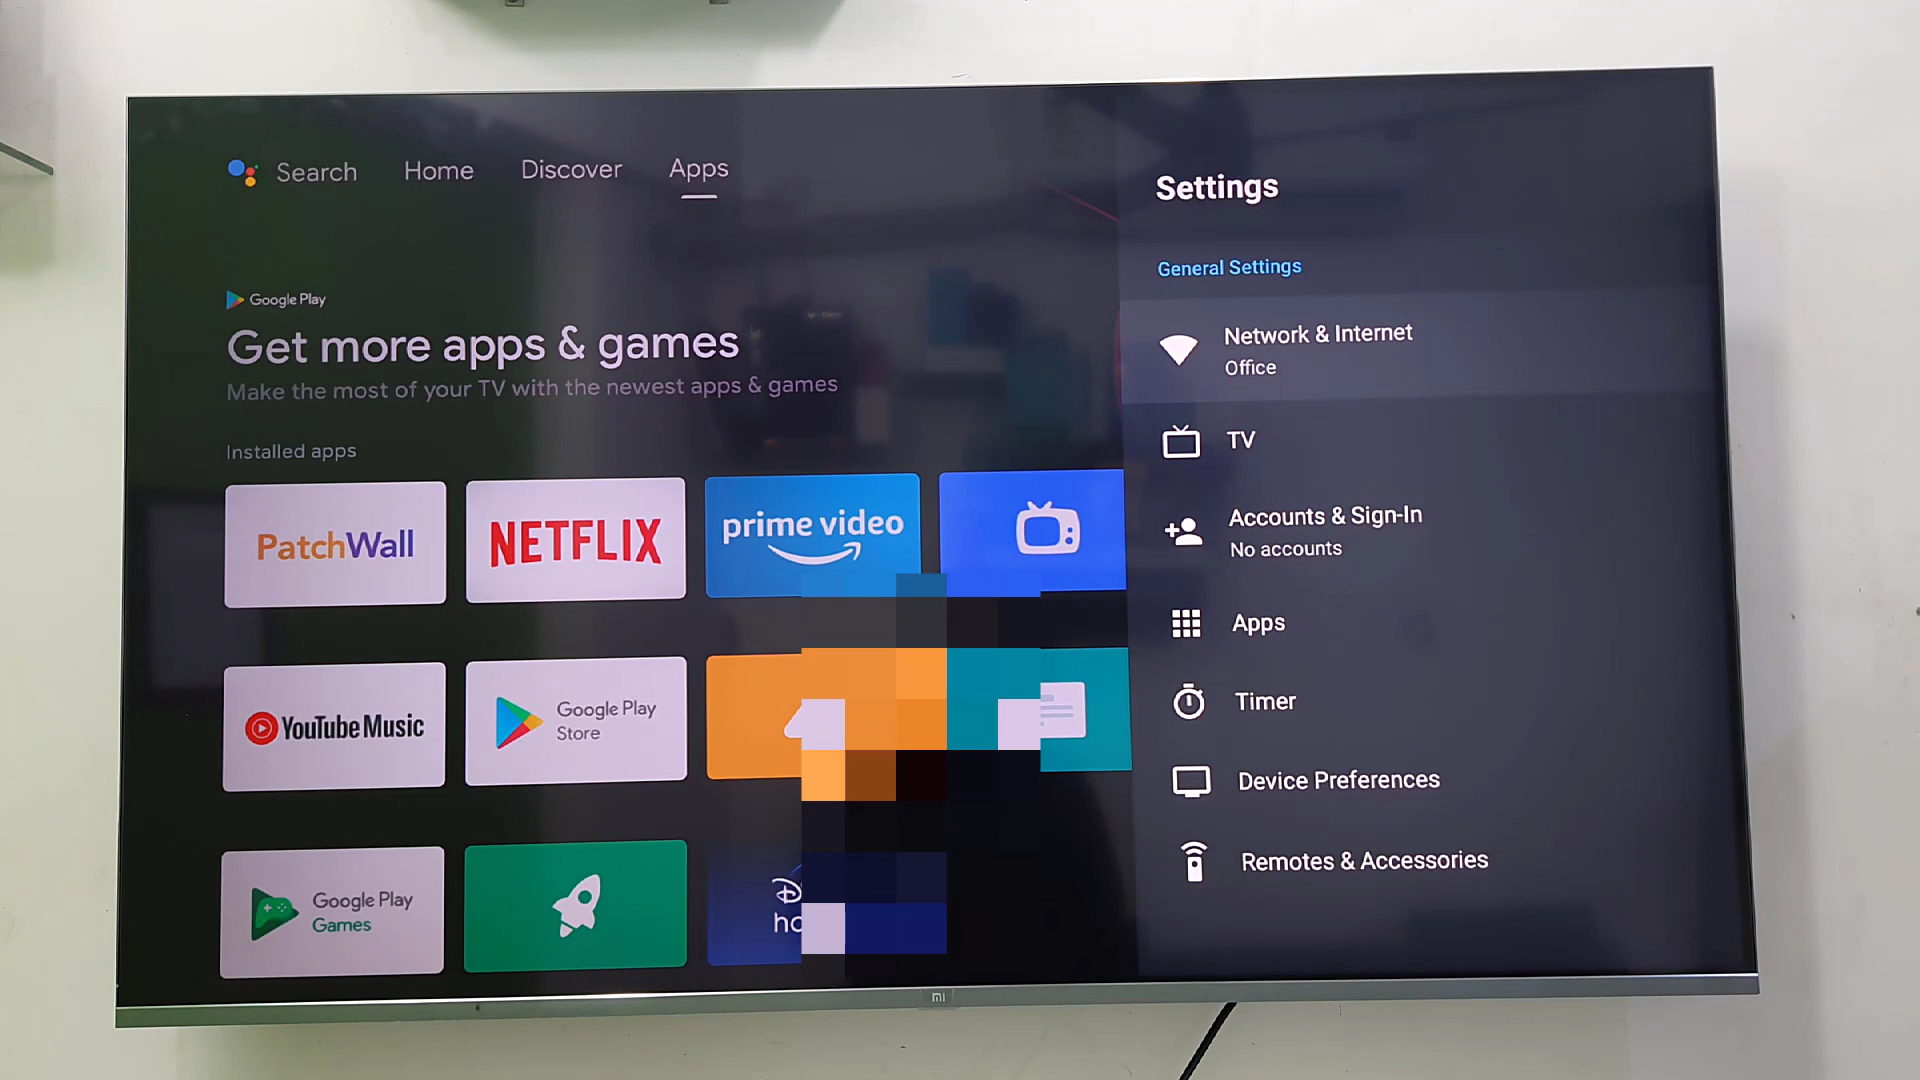 Search Home Discover Apps
Google Play
Get more apps & games
Make the most of your TV with the newest apps & games
Installed apps
PatchWall
NETFLIX
prime video
YouTube Music
Google Play
Store
Google Play
Games
Settings
General Settings
Network & Internet
Office
TV
Accounts & Sign-In
No accounts
Apps
Timer
Device Preferences
Remotes & Accessories
mi